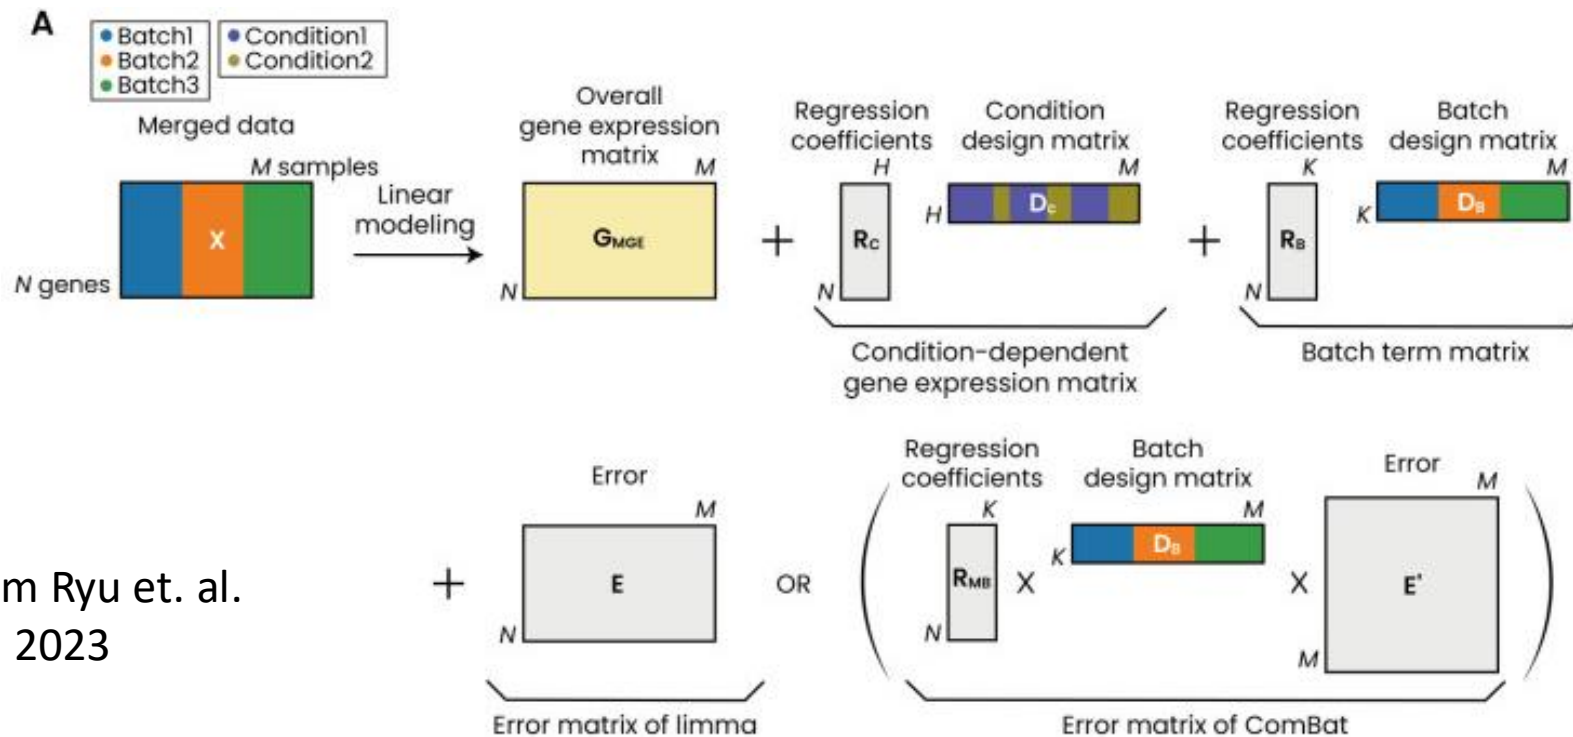 A
Batch1
Batch2
Batch3
Condition1
Condition2
Merged data
M samples
N genes
X
Linear
modeling
Overall
gene expression
matrix
M
N
GMGE
+
Regression
coefficients
H
N
RC
Condition
design matrix
M
H
Dc
Condition-dependent
gene expression matrix
+
Regression
coefficients
K
N
RB
Batch
design matrix
M
K
DB
Batch term matrix
m Ryu et. al.
2023
+
Error
M
N
E
Error matrix of limma
OR
(
Regression
coefficients
K
N
RMB
X
Batch
design matrix
M
K
DB
X
Error
M
M
E'
)
Error matrix of ComBat